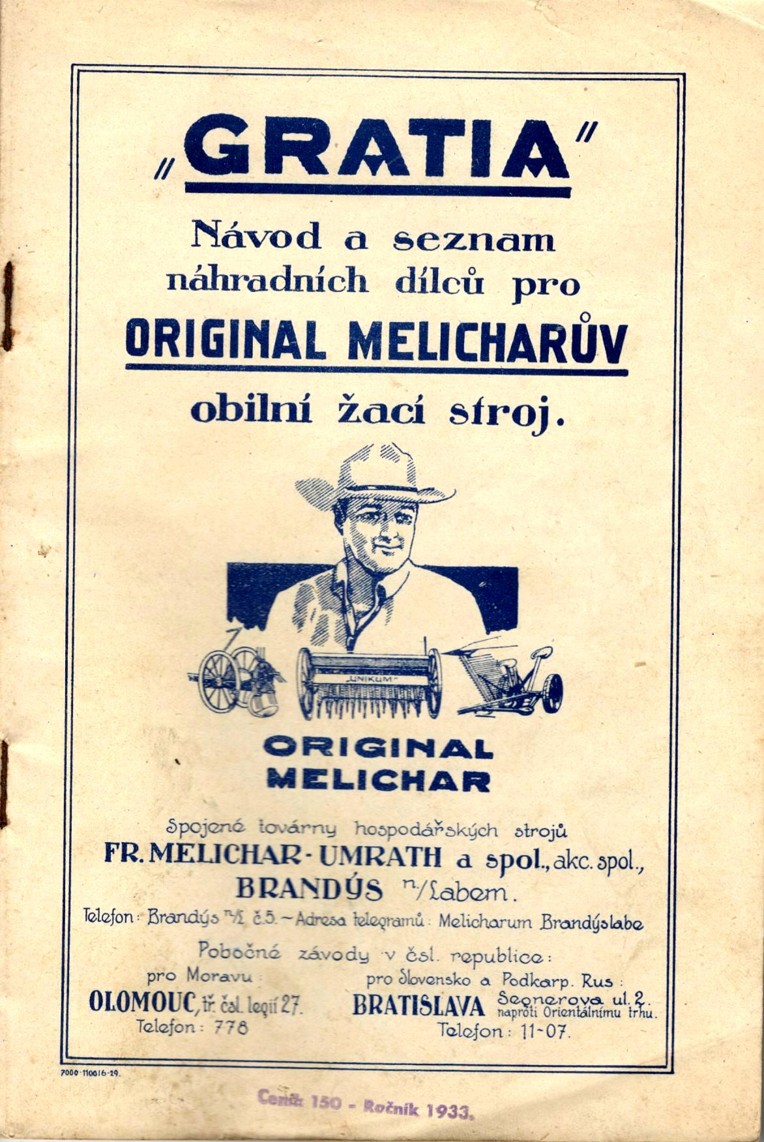 „GRATIA"
Návod a seznam
náhradních dílců pro
ORIGINAL MELICHARŮV
obilní žací stroj.
„UNIKUM"
ORIGINAL
MELICHAR
Spojené továrny hospodářských strojů
FR. MELICHAR - UMRATH a spol., akc. spol.,
BRANDÝS n/Labem.
Telefon: Brandýs n/L č. 5. – Adresa telegramů: Melicharum Brandýslabe
Pobočné závody v čsl. republice:
pro Moravu:
OLOMOUC, tř. čsl. legií 27.
Telefon: 778
pro Slovensko a Podkarp. Rus:
BRATISLAVA Segnerova ul. 2.
naproti Orientálnímu trhu.
Telefon: 11-07.
7000-110616-29.
Ceník 150 - Ročník 1933.